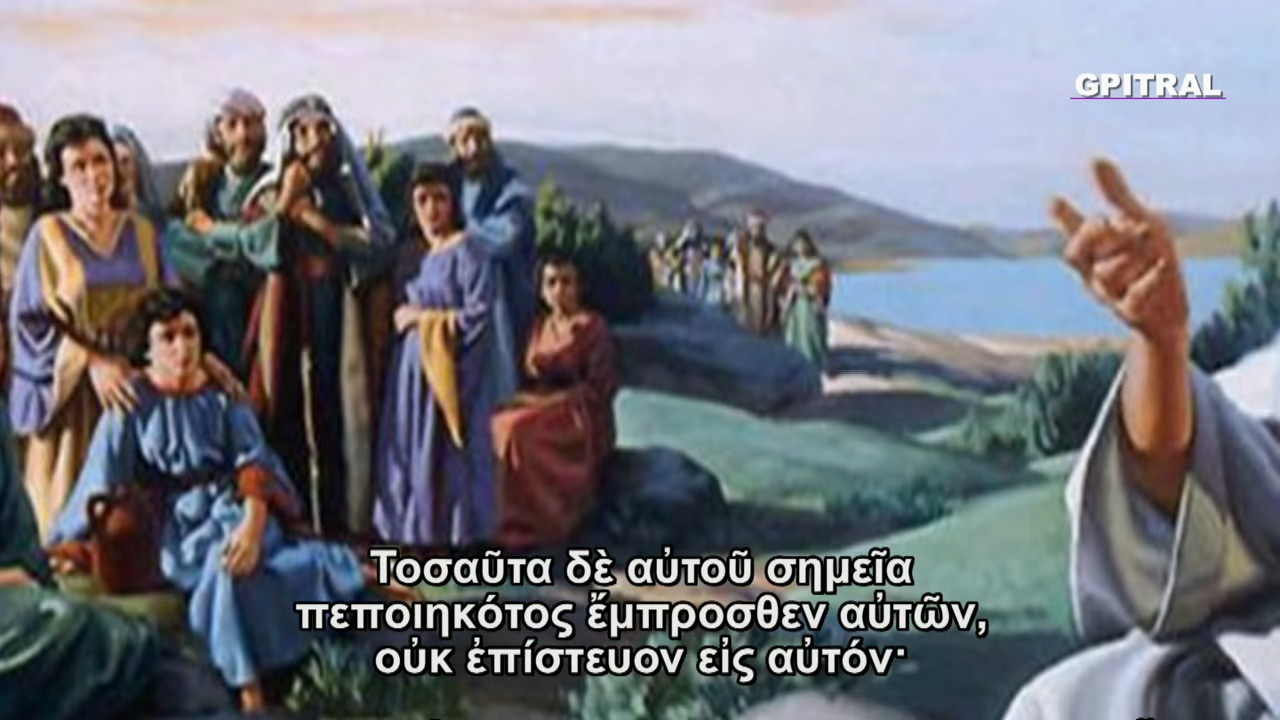 GPITRAL
Τοσαῦτα δὲ αὐτοῦ σημεῖα
πεποιηκότος ἔμπροσθεν αὐτῶν,
οὐκ ἐπίστευον εἰς αὐτόν·